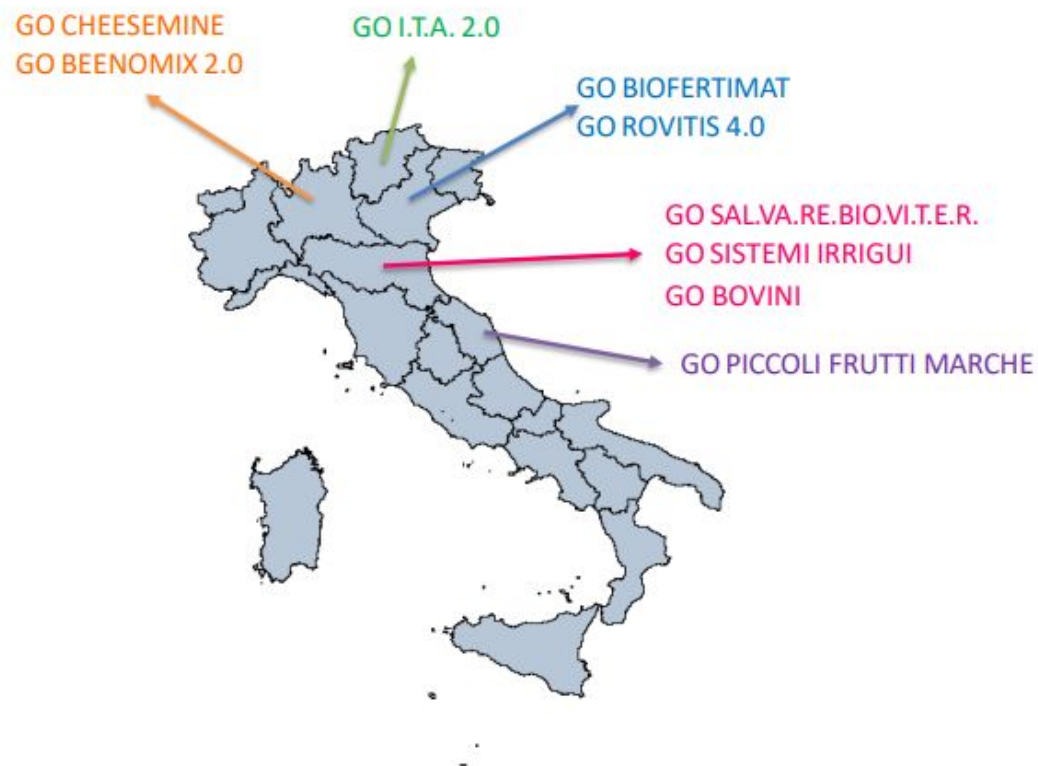 GO CHEESEMINE
GO BEENOMIX 2.0
GO I.T.A. 2.0
GO BIOFERTIMAT
GO ROVITIS 4.0
GO SAL.VA.RE.BIO.VI.T.E.R.
GO SISTEMI IRRIGUI
GO BOVINI
GO PICCOLI FRUTTI MARCHE